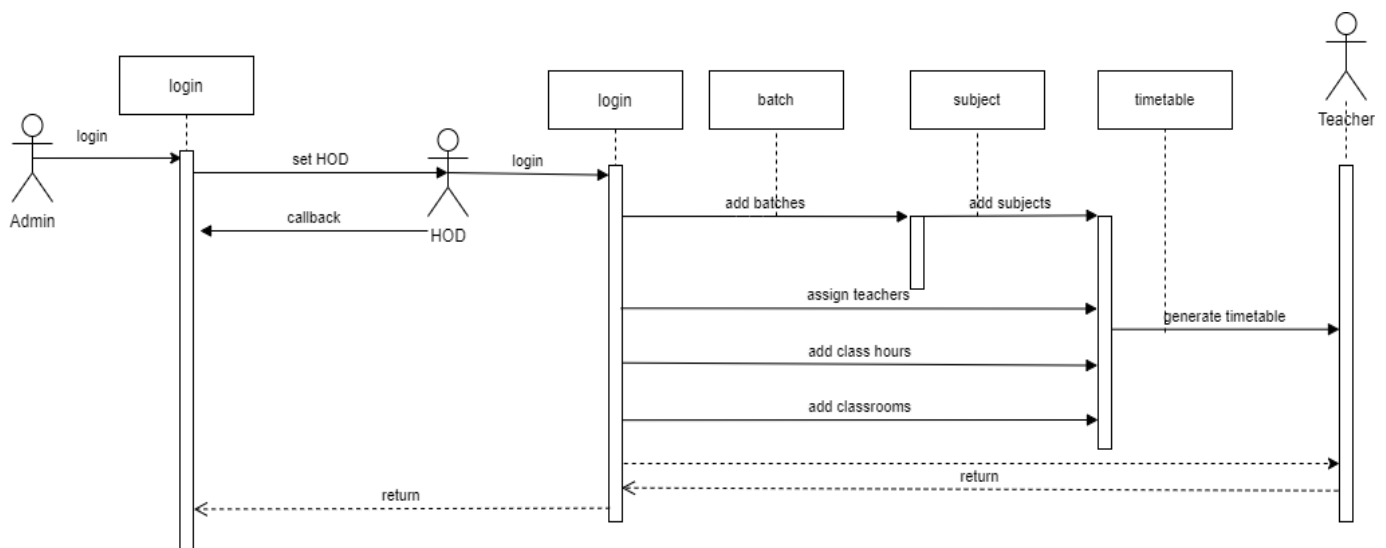 login
login
batch
subject
timetable
Teacher
login
set HOD
login
Admin
callback
HOD
add batches
add subjects
assign teachers
generate timetable
add class hours
add classrooms
return
return